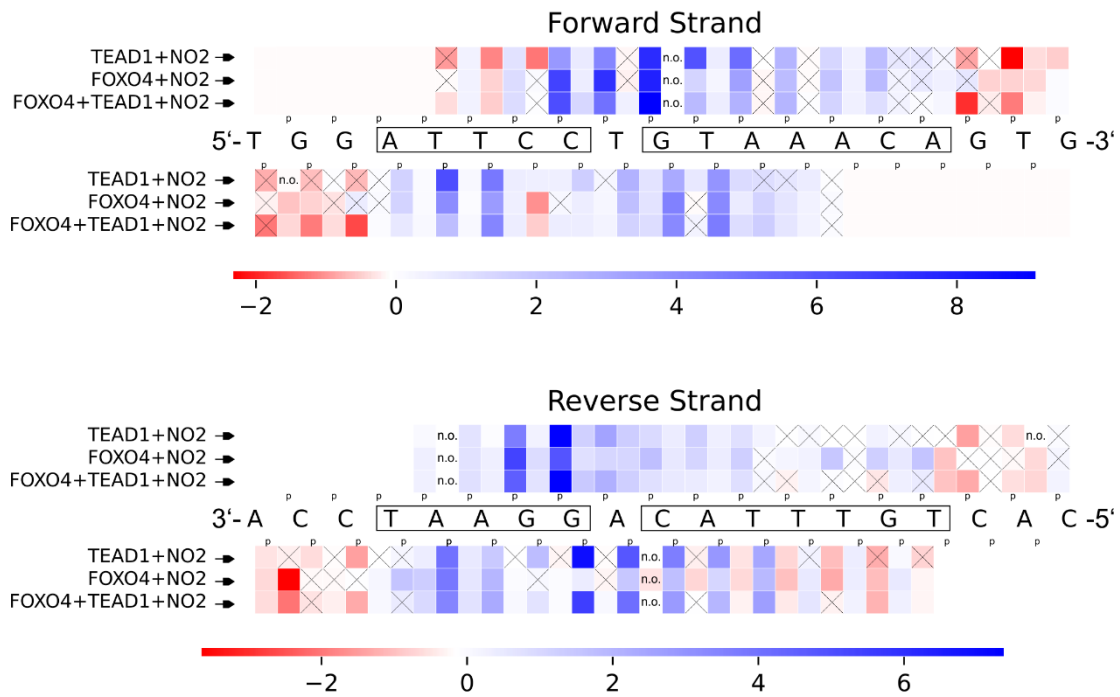 Forward Strand
TEAD1+NO2 n.o.
FOXO4+NO2 n.o.
FOXO4+TEAD1+NO2 n.o.
p p p p p p p p p p p p p p p p p p
5‘- T G G A T T C C T G T A A A C A G T G -3‘
p p p p p p p p p p p p p p p p p p
TEAD1+NO2 n.o.
FOXO4+NO2
FOXO4+TEAD1+NO2
−2 0 2 4 6 8
Reverse Strand
TEAD1+NO2 n.o. n.o.
FOXO4+NO2 n.o.
FOXO4+TEAD1+NO2 n.o.
p p p p p p p p p p p p p p p p p p
3‘- A C C T A A G G A C A T T T G T C A C -5‘
p p p p p p p p p p p p p p p p p p
TEAD1+NO2 n.o.
FOXO4+NO2 n.o.
FOXO4+TEAD1+NO2 n.o.
−2 0 2 4 6